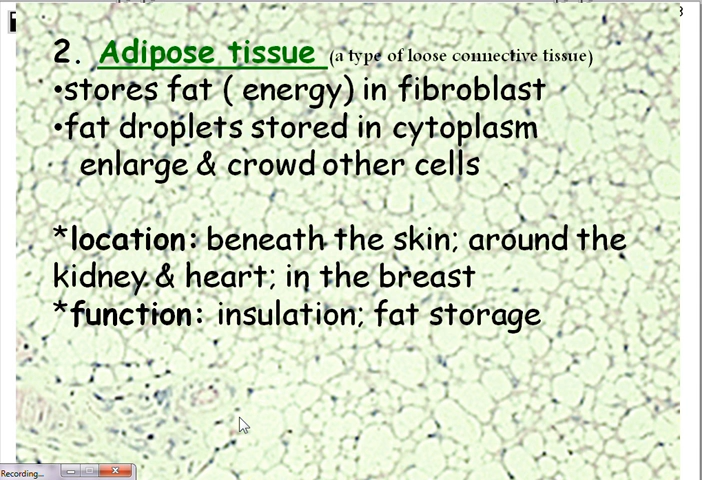 2. Adipose tissue (a type of loose connective tissue)
•stores fat ( energy) in fibroblast
•fat droplets stored in cytoplasm
enlarge & crowd other cells
*location: beneath the skin; around the
kidney & heart; in the breast
*function: insulation; fat storage
Recording...